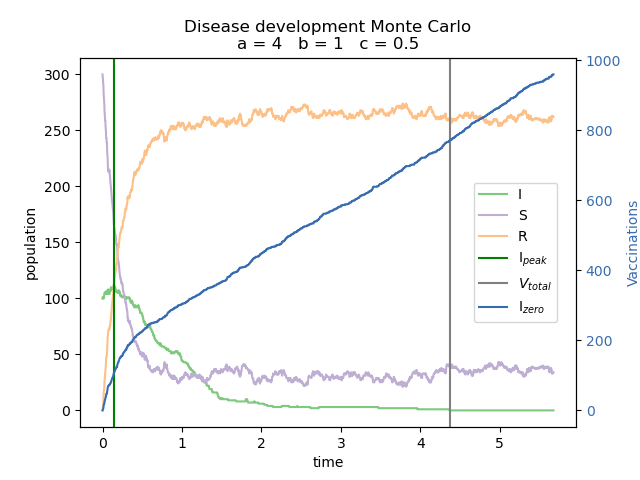 Disease development Monte Carlo
a = 4 b = 1 c = 0.5
300
250
200
150
100
50
0
population
0 1 2 3 4 5
time
1000
800
600
400
200
0
Vaccinations
I
S
R
I_peak
V_total
I_zero